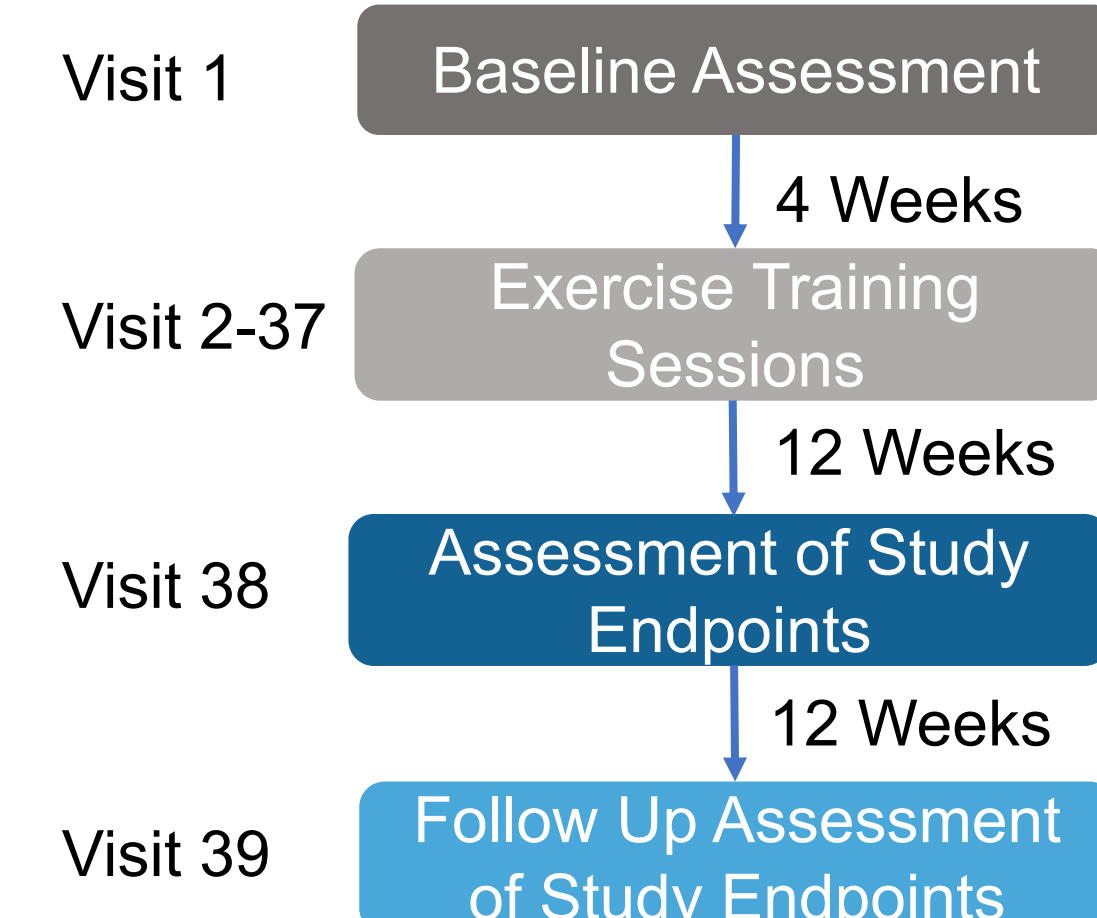 Visit 1
Baseline Assessment
4 Weeks
Visit 2-37
Exercise Training
Sessions
12 Weeks
Visit 38
Assessment of Study
Endpoints
12 Weeks
Visit 39
Follow Up Assessment
of Study Endpoints